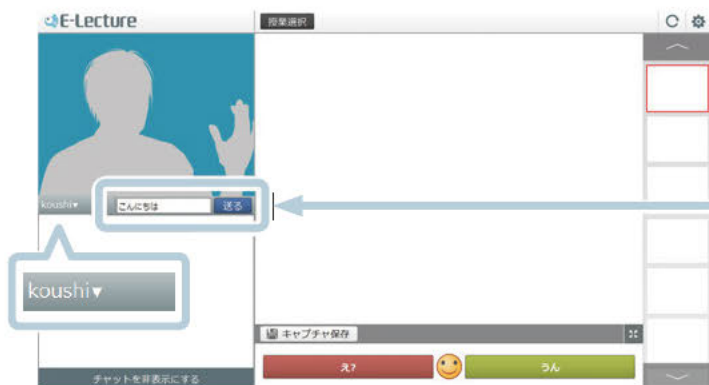 E-Lecture
授業選択
koushi▾
こんにちは
送る
koushi▾
キャプチャ保存
え?
うん
チャットを非表示にする